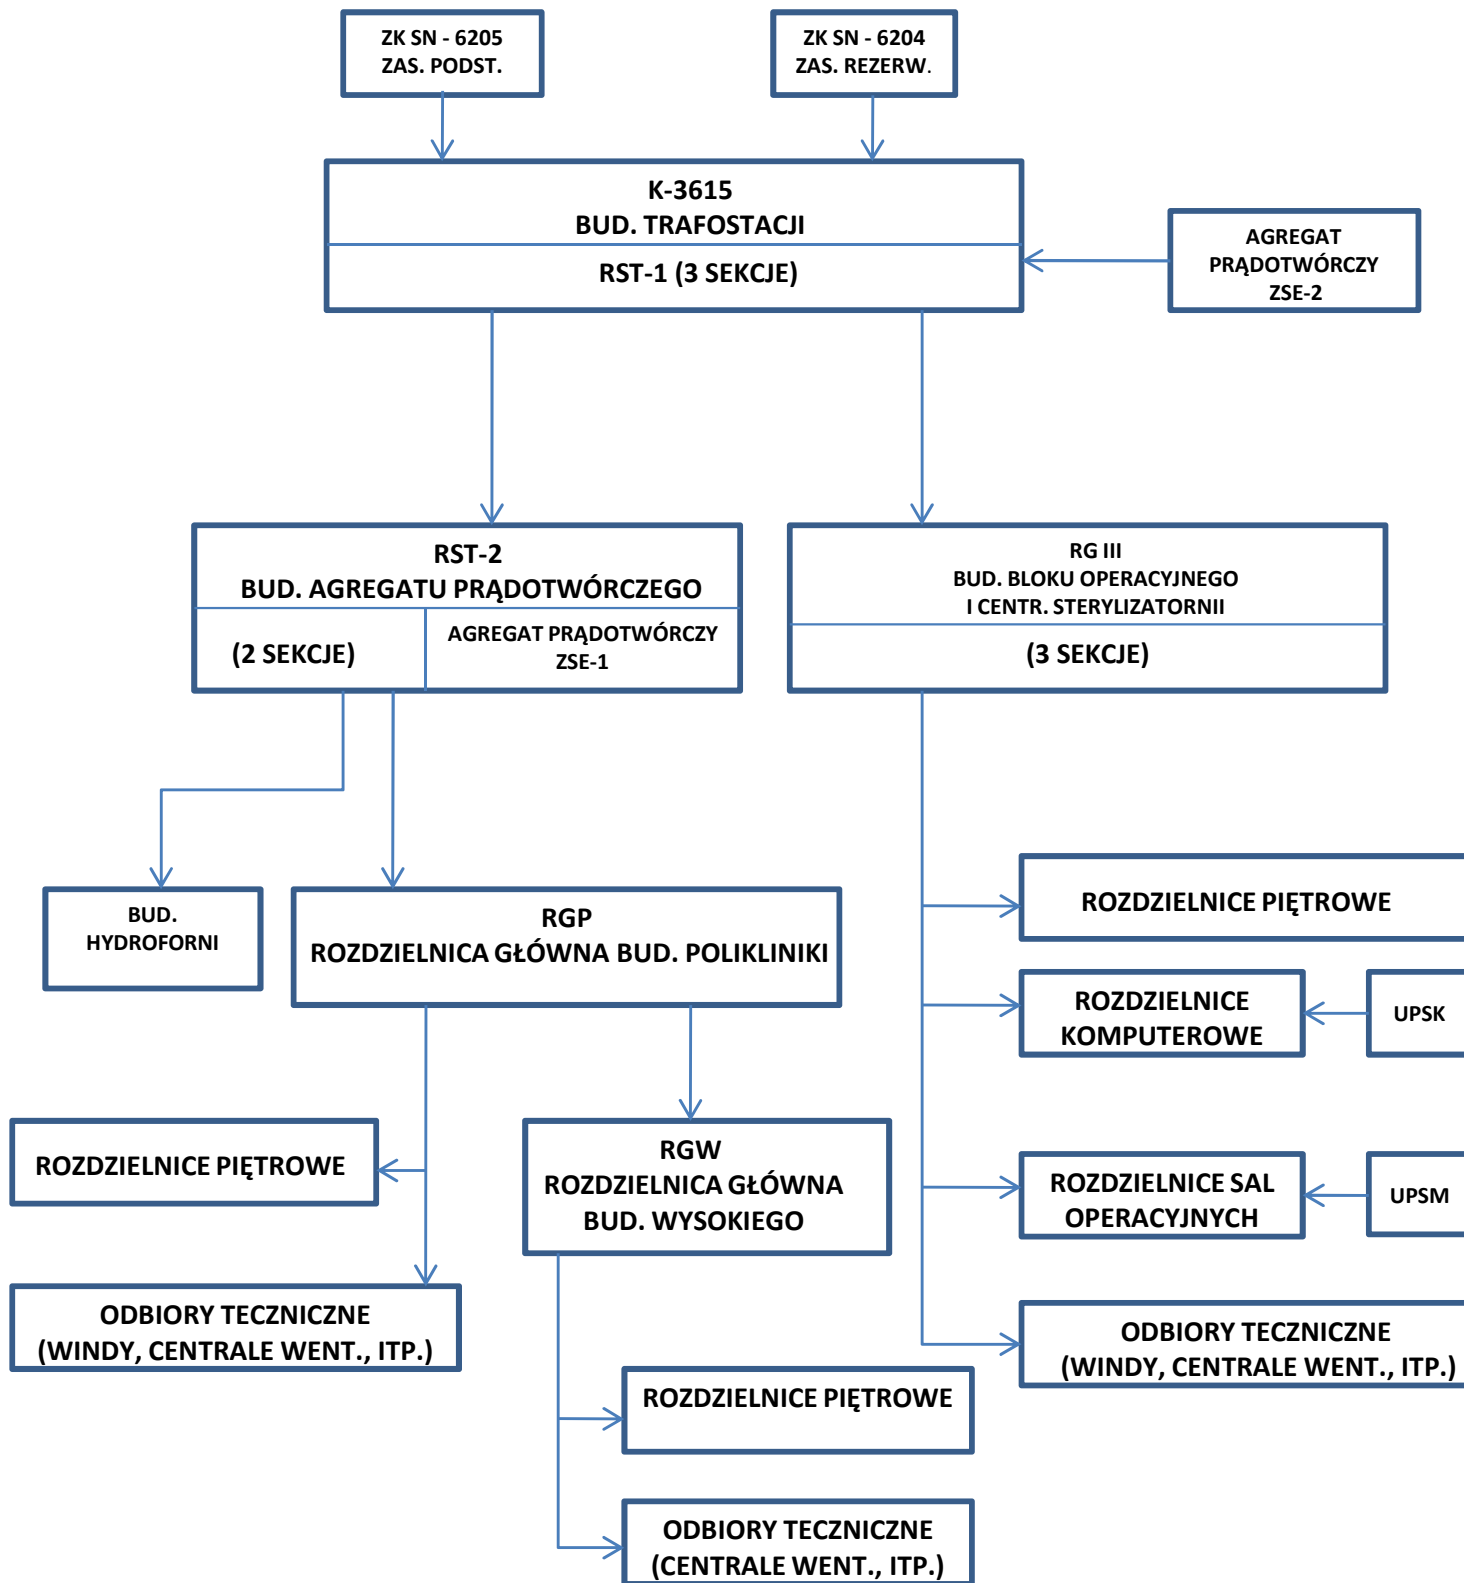 ZK SN - 6205
ZAS. PODST.
ZK SN - 6204
ZAS. REZERW.
K-3615
BUD. TRAFOSTACJI
RST-1 (3 SEKCJE)
AGREGAT
PRĄDOTWÓRCZY
ZSE-2
RST-2
BUD. AGREGATU PRĄDOTWÓRCZEGO
(2 SEKCJE)
AGREGAT PRĄDOTWÓRCZY
ZSE-1
RG III
BUD. BLOKU OPERACYJNEGO
I CENTR. STERYLIZATORNII
(3 SEKCJE)
BUD.
HYDROFORNI
RGP
ROZDZIELNICA GŁÓWNA BUD. POLIKLINIKI
ROZDZIELNICE PIĘTROWE
ROZDZIELNICE
KOMPUTEROWE
UPSK
ROZDZIELNICE PIĘTROWE
RGW
ROZDZIELNICA GŁÓWNA
BUD. WYSOKIEGO
ROZDZIELNICE SAL
OPERACYJNYCH
UPSM
ODBIORY TECZNICZNE
(WINDY, CENTRALE WENT., ITP.)
ODBIORY TECZNICZNE
(WINDY, CENTRALE WENT., ITP.)
ROZDZIELNICE PIĘTROWE
ODBIORY TECZNICZNE
(CENTRALE WENT., ITP.)